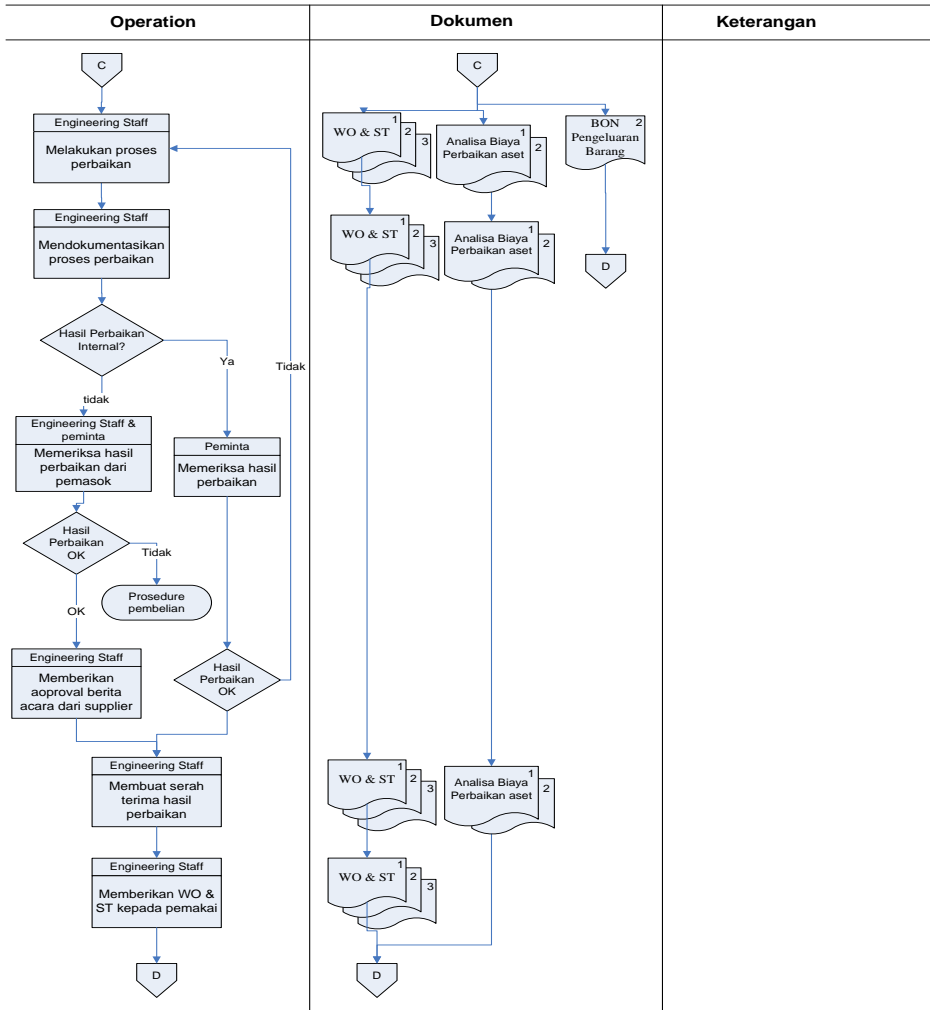 Operation
Dokumen
Keterangan
C
Engineering Staff
Melakukan proses
perbaikan
Engineering Staff
Mendokumentasikan
proses perbaikan
Hasil Perbaikan
Internal?
Ya
Tidak
tidak
Engineering Staff &
peminta
Memeriksa hasil
perbaikan dari
pemasok
Peminta
Memeriksa hasil
perbaikan
Hasil
Perbaikan
OK
Tidak
Prosedure
pembelian
OK
Engineering Staff
Memberikan
aoproval berita
acara dari supplier
Hasil
Perbaikan
OK
Engineering Staff
Membuat serah
terima hasil
perbaikan
Engineering Staff
Memberikan WO &
ST kepada pemakai
D
C
WO & ST
1
2
3
Analisa Biaya
Perbaikan aset
1
2
BON
Pengeluaran
Barang
2
WO & ST
1
2
3
Analisa Biaya
Perbaikan aset
1
2
D
WO & ST
1
2
3
Analisa Biaya
Perbaikan aset
1
2
WO & ST
1
2
3
D